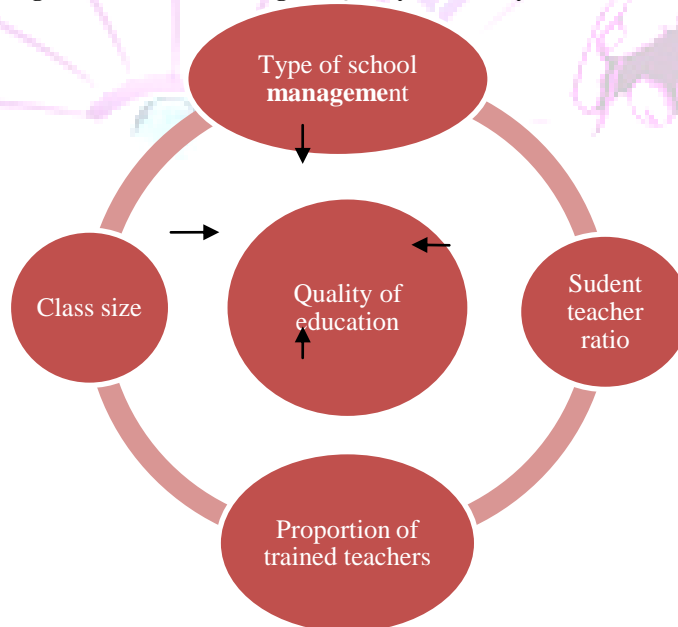 Type of school
management
Class size
Quality of
education
Sudent
teacher
ratio
Proportion of
trained teachers